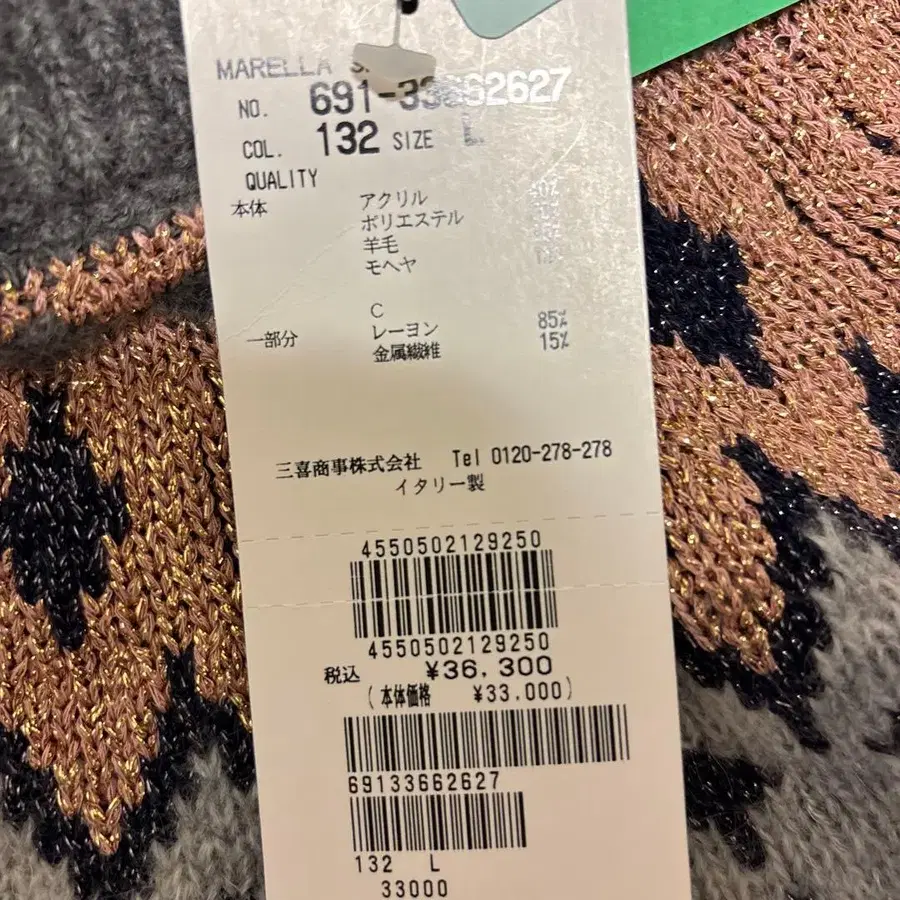 MARELLA
NO. 691-33662627
COL. 132 SIZE L
QUALITY
本体 アクリル
ポリエステル
羊毛
モヘヤ
C
一部分 レーヨン 85%
金属繊維 15%
三喜商事株式会社 Tel 0120-278-278
イタリー製
4550502129250
4550502129250
税込 ¥36.300
(本体価格 ¥33.000)
69133662627
132 L
33000